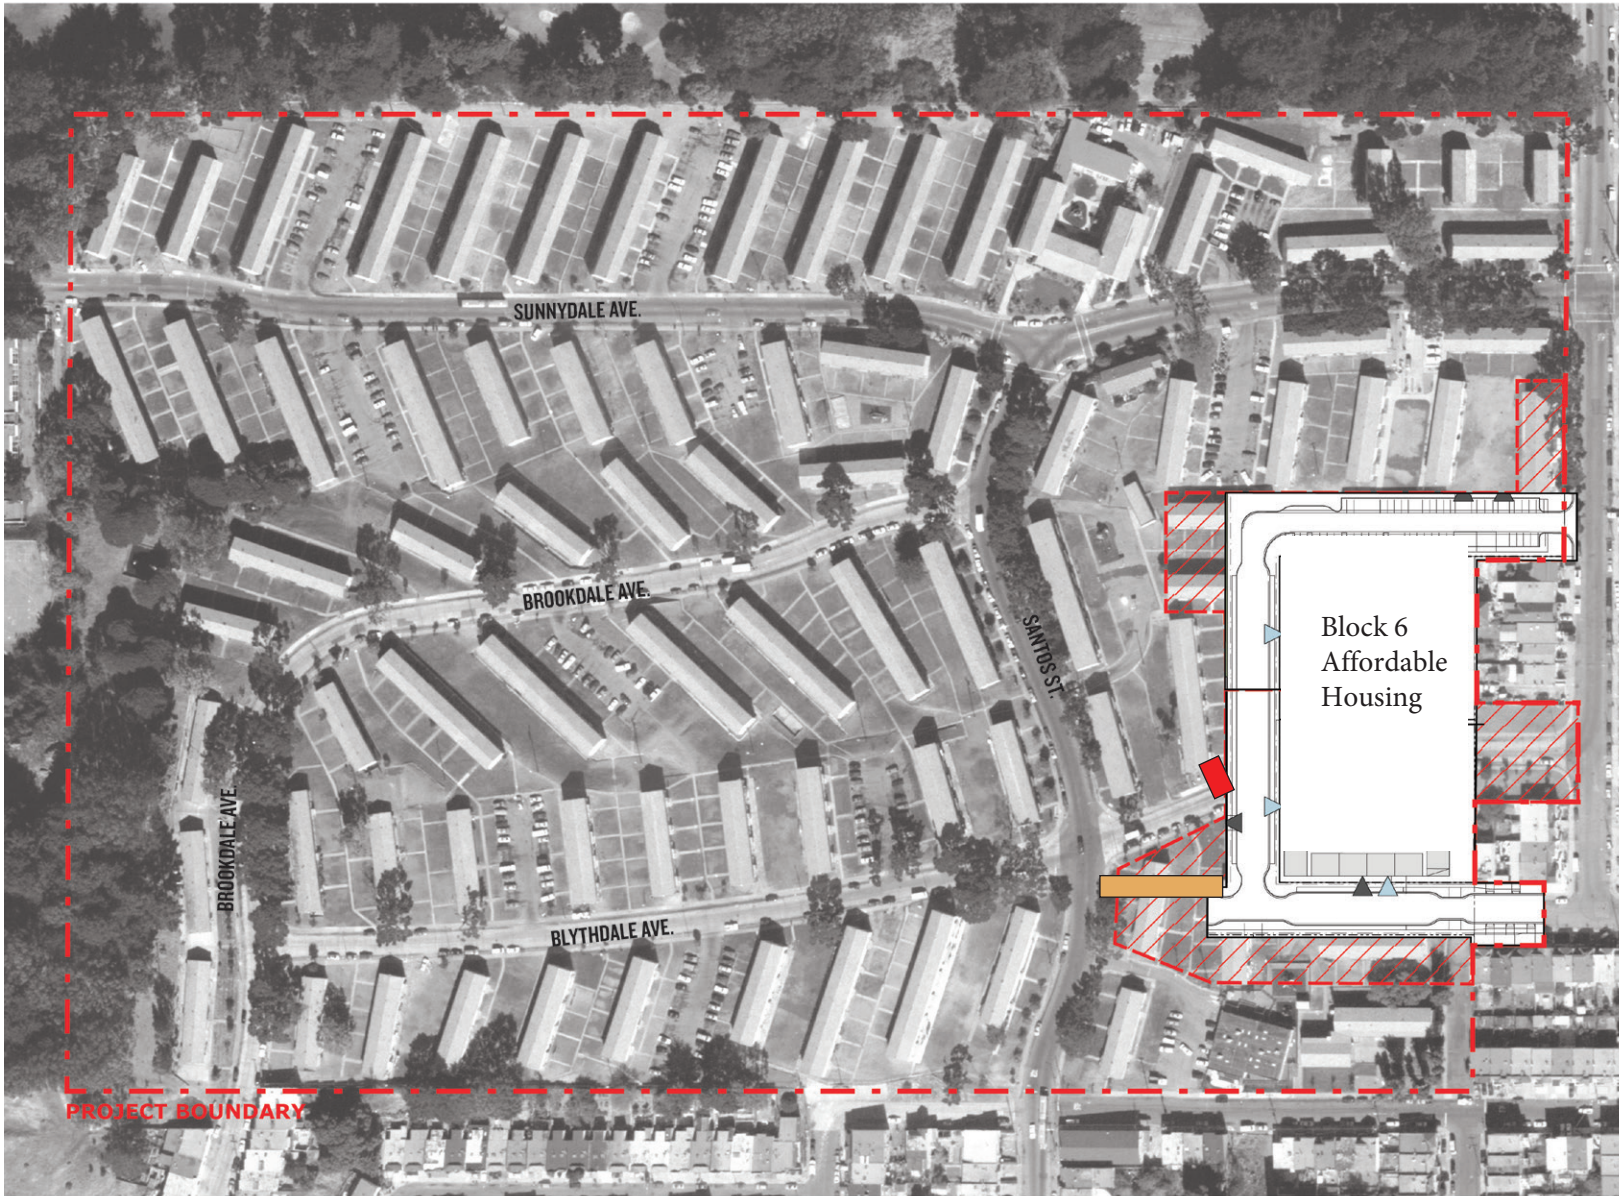 SUNNYDALE AVE.
BROOKDALE AVE.
SANTOS ST.
Block 6
Affordable
Housing
BROOKDALE AVE.
BLYTHDALE AVE.
PROJECT BOUNDARY